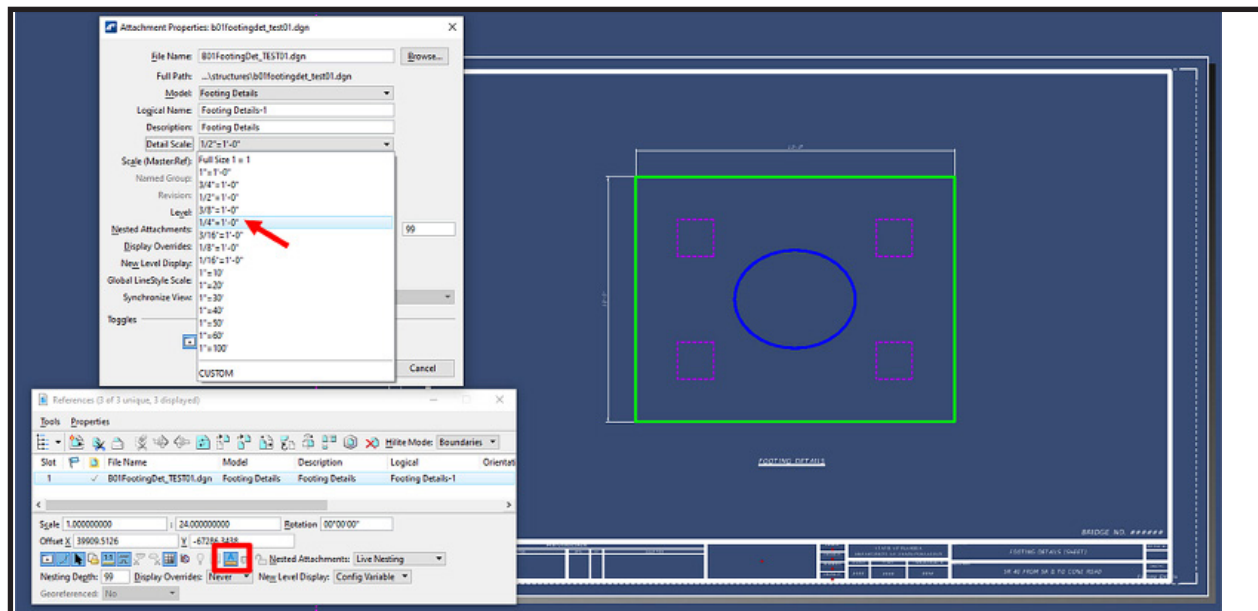 Attachment Properties: b01footingdet_test01.dgn
File Name: B01FootingDet_TEST01.dgn Browse...
Full Path: ...\structures\b01footingdet_test01.dgn
Model: Footing Details
Logical Name: Footing Details-1
Description: Footing Details
Detail Scale: 1/2"=1'-0"
Scale (Master:Ref): Full Size 1 = 1
1"=1'-0"
Named Group:
3/4"=1'-0"
Revision: 1/2"=1'-0"
Level: 3/8"=1'-0"
1/4"=1'-0"
Nested Attachments: 99
3/16"=1'-0"
Display Overrides: 1/8"=1'-0"
New Level Display: 1/16"=1'-0"
1"=10'
Global LineStyle Scale: 1"=20'
Synchronize View: 1"=30'
1"=40'
Toggles 1"=50'
1"=60'
1"=100'
CUSTOM Cancel
References (3 of 3 unique, 3 displayed)
Tools Properties
Hilite Mode: Boundaries
Slot File Name Model Description Logical Orientati
1 B01FootingDet_TEST01.dgn Footing Details Footing Details Footing Details-1
Scale 1.000000000 : 24.000000000 Rotation 00°00'00"
Offset X 39909.5126 Y -67286.3438
Nested Attachments: Live Nesting
Nesting Depth: 99 Display Overrides: Never New Level Display: Config Variable
Georeferenced: No
FOOTING DETAILS
BRIDGE NO. ######
FOOTING DETAILS (SHEET)